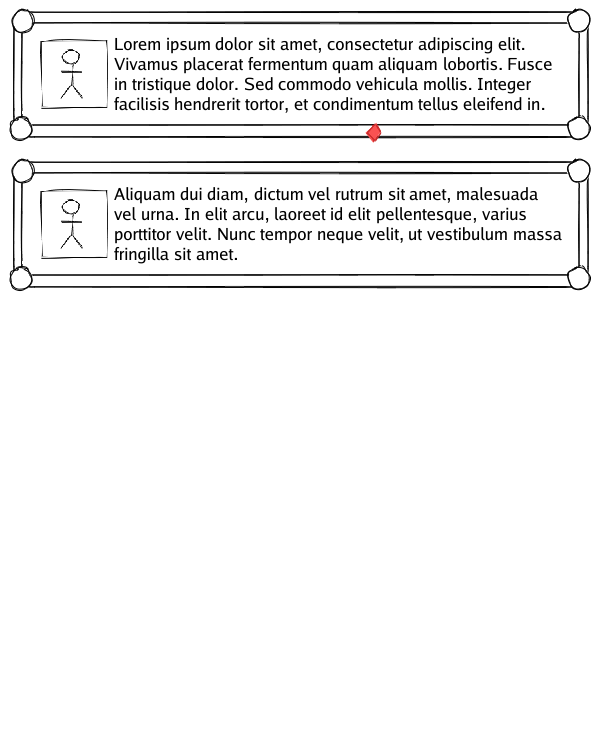 Lorem ipsum dolor sit amet, consectetur adipiscing elit.
Vivamus placerat fermentum quam aliquam lobortis. Fusce
in tristique dolor. Sed commodo vehicula mollis. Integer
facilisis hendrerit tortor, et condimentum tellus eleifend in.
Aliquam dui diam, dictum vel rutrum sit amet, malesuada
vel urna. In elit arcu, laoreet id elit pellentesque, varius
porttitor velit. Nunc tempor neque velit, ut vestibulum massa
fringilla sit amet.